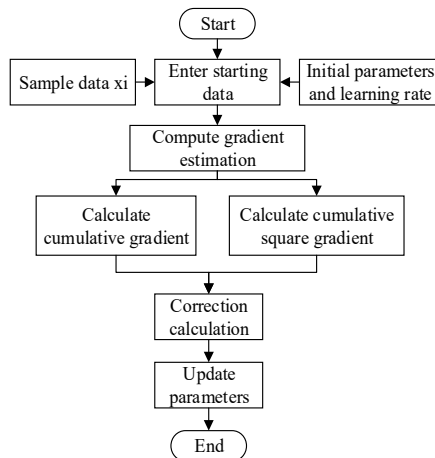 Start
Sample data xi
Enter starting
data
Initial parameters
and learning rate
Compute gradient
estimation
Calculate
cumulative gradient
Calculate cumulative
square gradient
Correction
calculation
Update
parameters
End